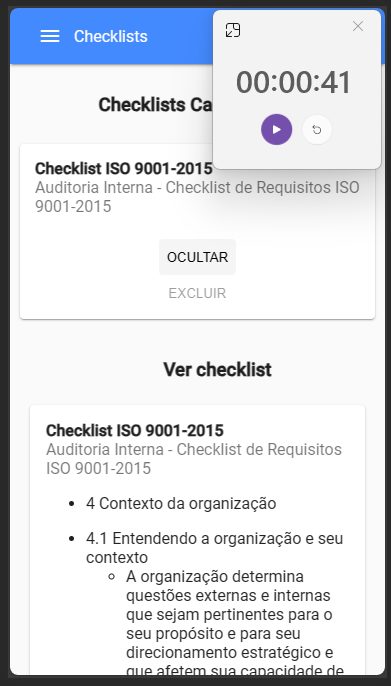 Checklists
00:00:41
Checklists Ca
Checklist ISO 9001-2015
Auditoria Interna - Checklist de Requisitos ISO
9001-2015
OCULTAR
EXCLUIR
Ver checklist
Checklist ISO 9001-2015
Auditoria Interna - Checklist de Requisitos
ISO 9001-2015
• 4 Contexto da organização
• 4.1 Entendendo a organização e seu
contexto
○ A organização determina
questões externas e internas
que sejam pertinentes para o
seu propósito e para seu
direcionamento estratégico e
que afetem sua capacidade de